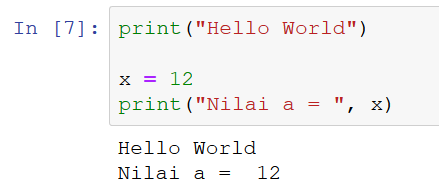 In [7]: print("Hello World")
x = 12
print("Nilai a = ", x)
Hello World
Nilai a =  12